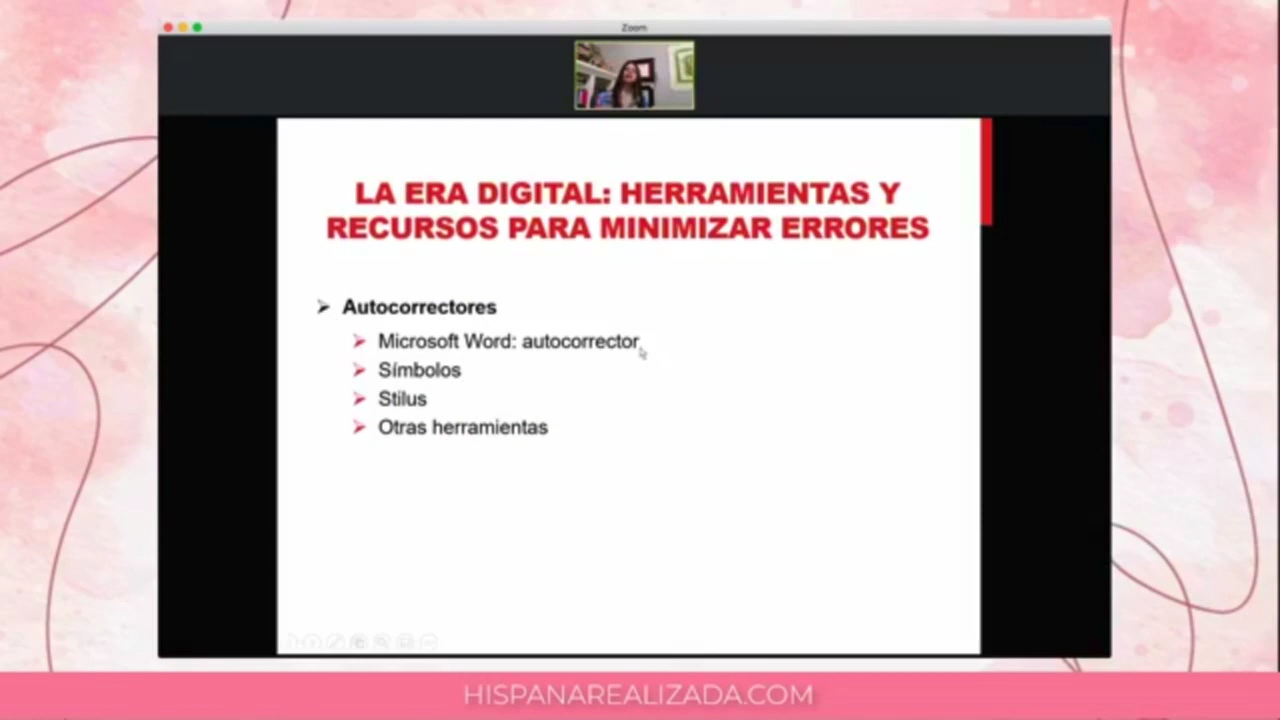 Zoom
LA ERA DIGITAL: HERRAMIENTAS Y
RECURSOS PARA MINIMIZAR ERRORES
Autocorrectores
Microsoft Word: autocorrector
Símbolos
Stilus
Otras herramientas
HISPANAREALIZADA.COM